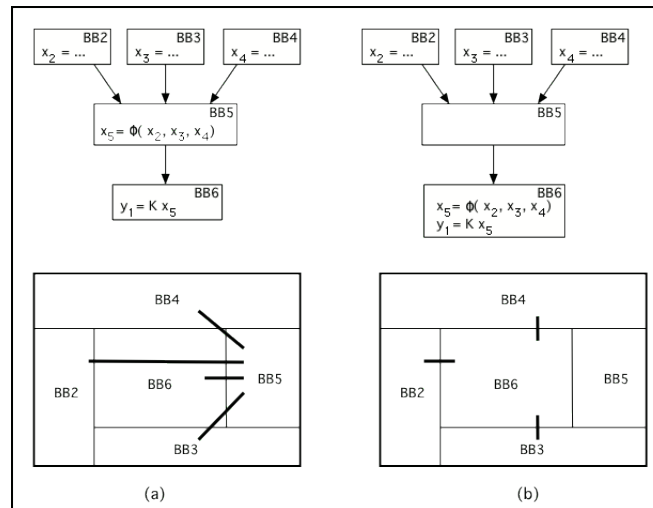 BB2 BB3 BB4
x2 = ... x3 = ... x4 = ...
BB5
x5 = Φ( x2, x3, x4)
BB6
y1 = K x5
BB4
BB2 BB6 BB5
BB3
(a)
BB2 BB3 BB4
x2 = ... x3 = ... x4 = ...
BB5
BB6
x5 = Φ( x2, x3, x4)
y1 = K x5
BB4
BB2 BB6 BB5
BB3
(b)